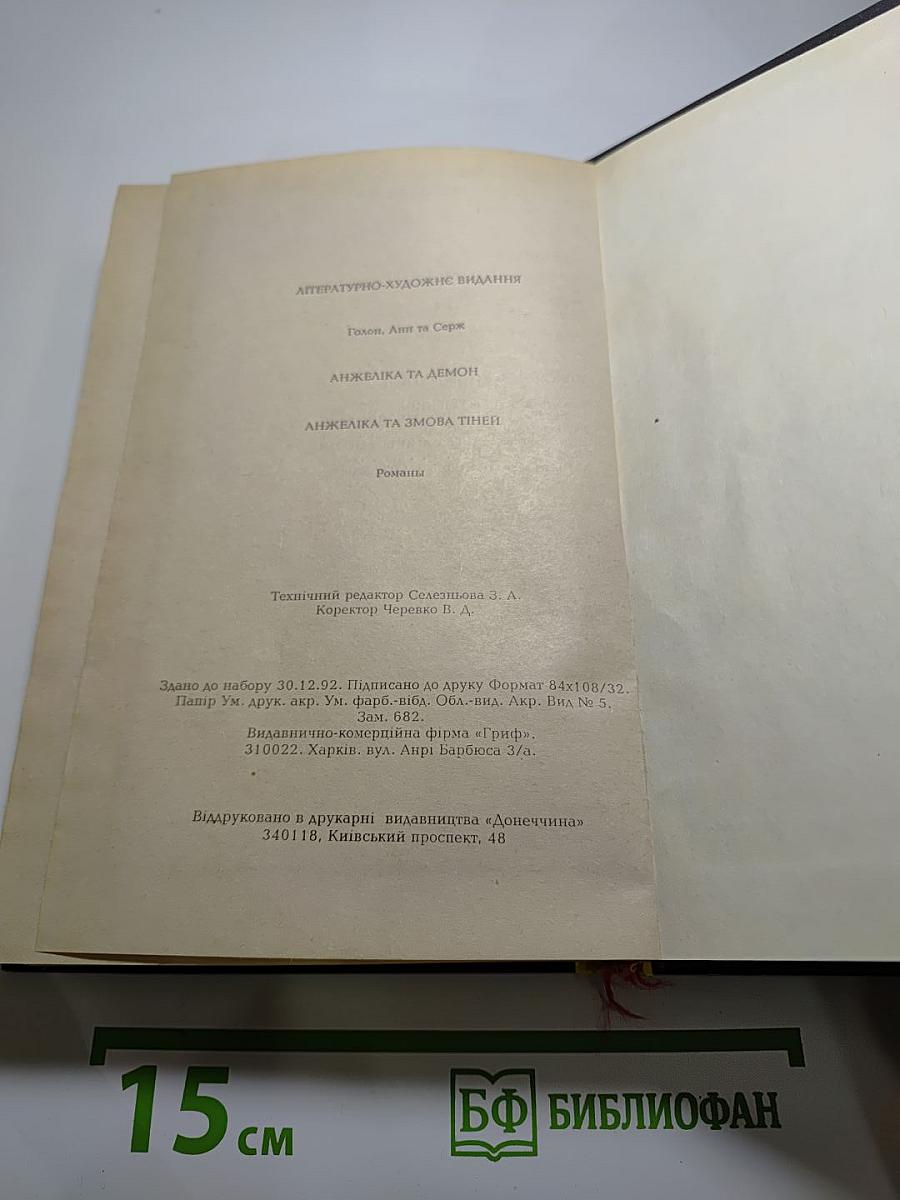 ЛІТЕРАТУРНО-ХУДОЖНЄ ВИДАННЯ
Голон, Анн та Серж
АНЖЕЛІКА ТА ДЕМОН
АНЖЕЛІКА ТА ЗМОВА ТІНЕЙ
Романы
Технічний редактор Селезньова З. А.
Коректор Черевко В. Д.
Здано до набору 30.12.92. Підписано до друку Формат 84х108/32.
Папір Ум. друк. акр. Ум. фарб.-вібд. Обл.-вид. Акр. Вид № 5.
Зам. 682.
Видавнично-комерційна фірма «Гриф».
310022. Харків. вул. Анрі Барбюса 3/а.
Віддруковано в друкарні видавництва «Донеччина»
340118, Київський проспект, 48
15 см
БФ БИБЛИОФАН